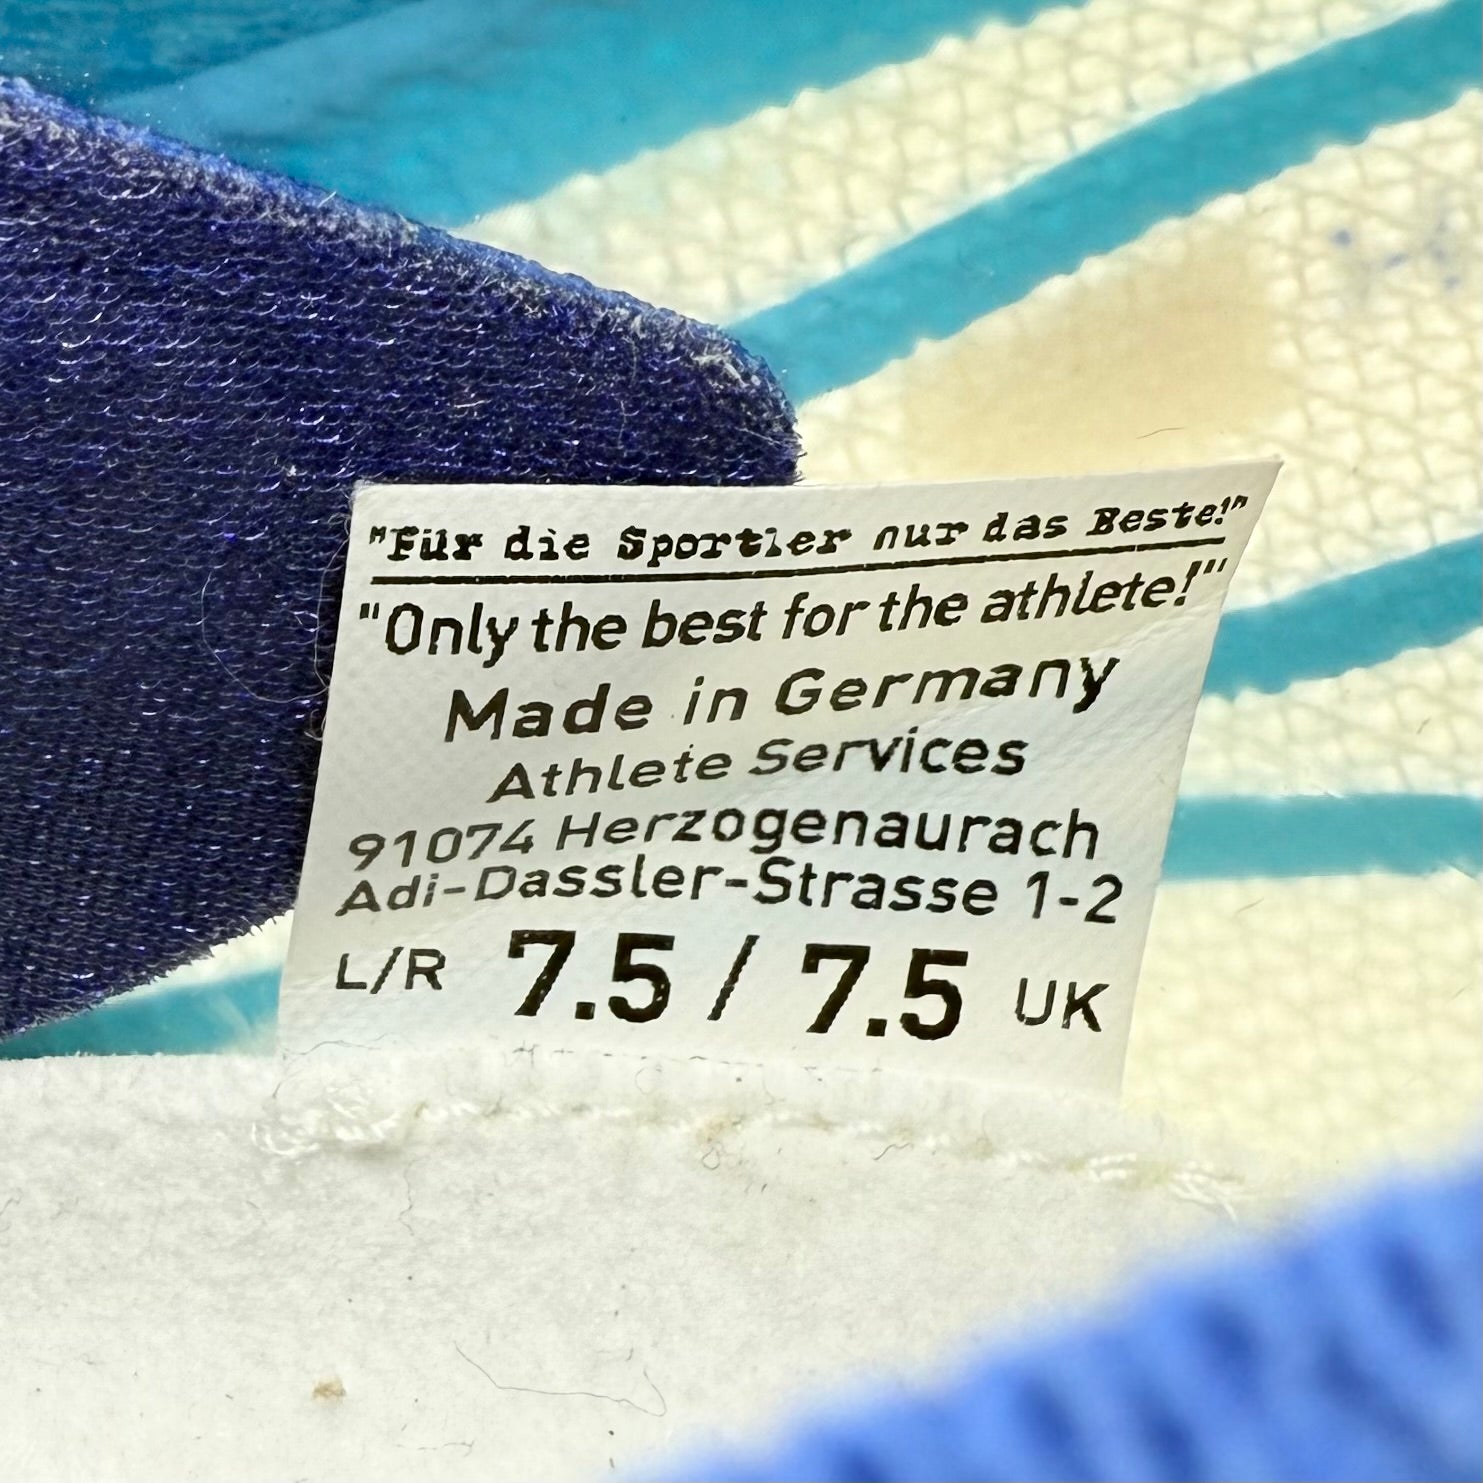 "Für die Sportler nur das Beste!"
"Only the best for the athlete!"
Made in Germany
Athlete Services
91074 Herzogenaurach
Adi-Dassler-Strasse 1-2
L/R 7.5 / 7.5 UK